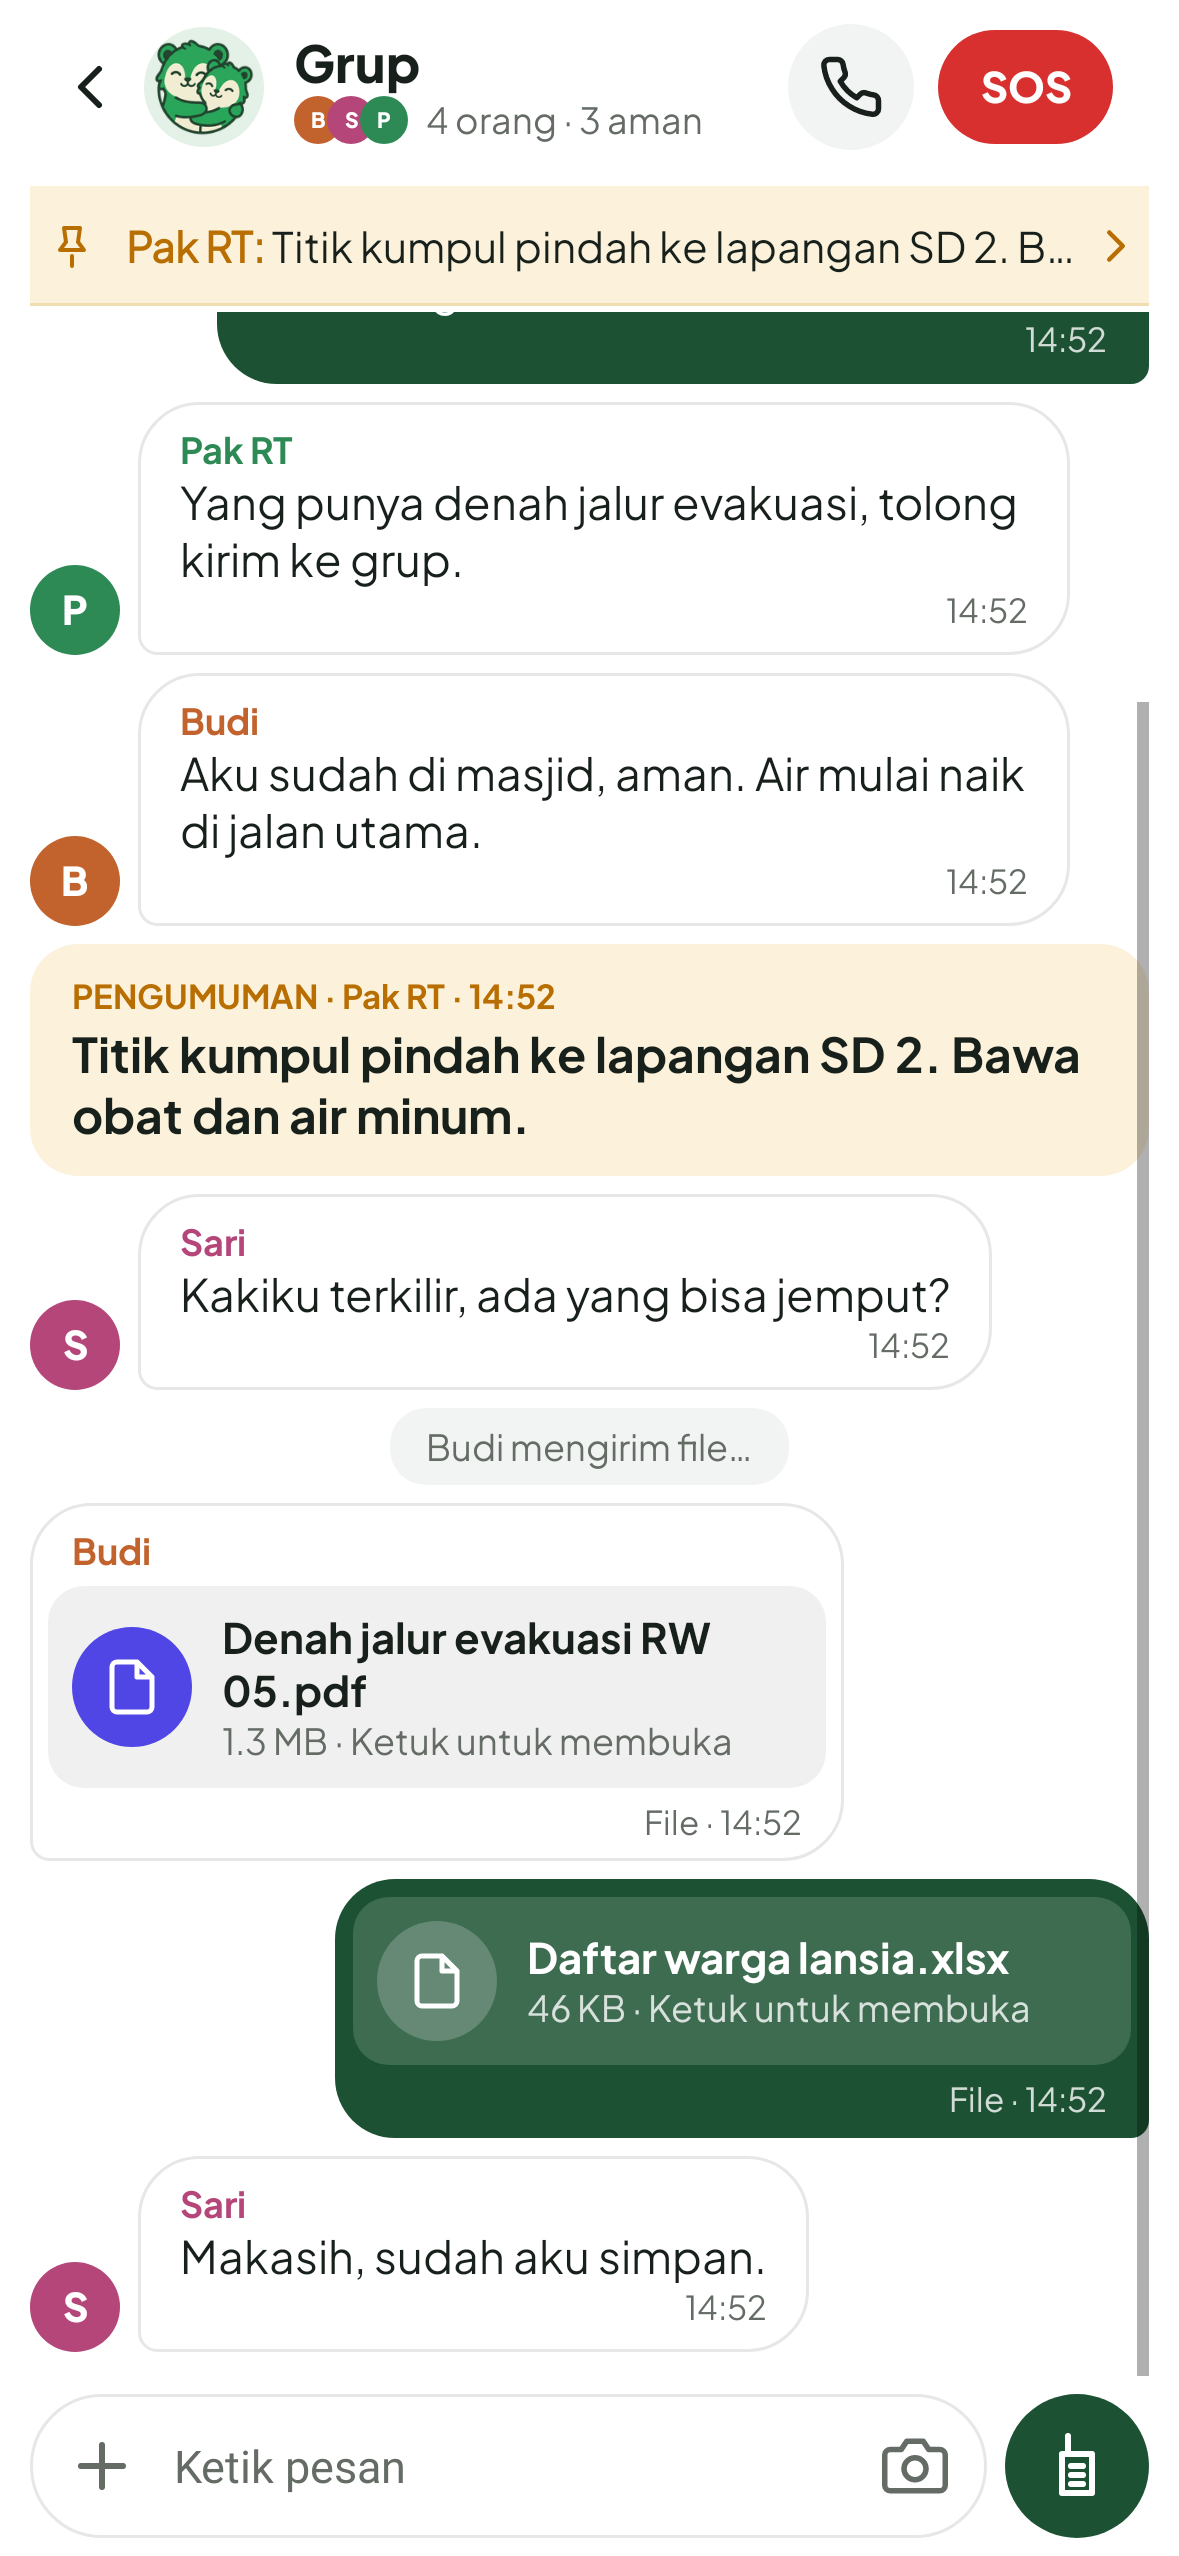 Grup
B S P 4 orang · 3 aman
SOS
Pak RT: Titik kumpul pindah ke lapangan SD 2. B...
14:52
Pak RT
Yang punya denah jalur evakuasi, tolong
kirim ke grup.
14:52
P
Budi
Aku sudah di masjid, aman. Air mulai naik
di jalan utama.
14:52
B
PENGUMUMAN · Pak RT · 14:52
Titik kumpul pindah ke lapangan SD 2. Bawa
obat dan air minum.
Sari
Kakiku terkilir, ada yang bisa jemput?
14:52
S
Budi mengirim file...
Budi
Denah jalur evakuasi RW
05.pdf
1.3 MB · Ketuk untuk membuka
File · 14:52
Daftar warga lansia.xlsx
46 KB · Ketuk untuk membuka
File · 14:52
Sari
Makasih, sudah aku simpan.
14:52
S
Ketik pesan